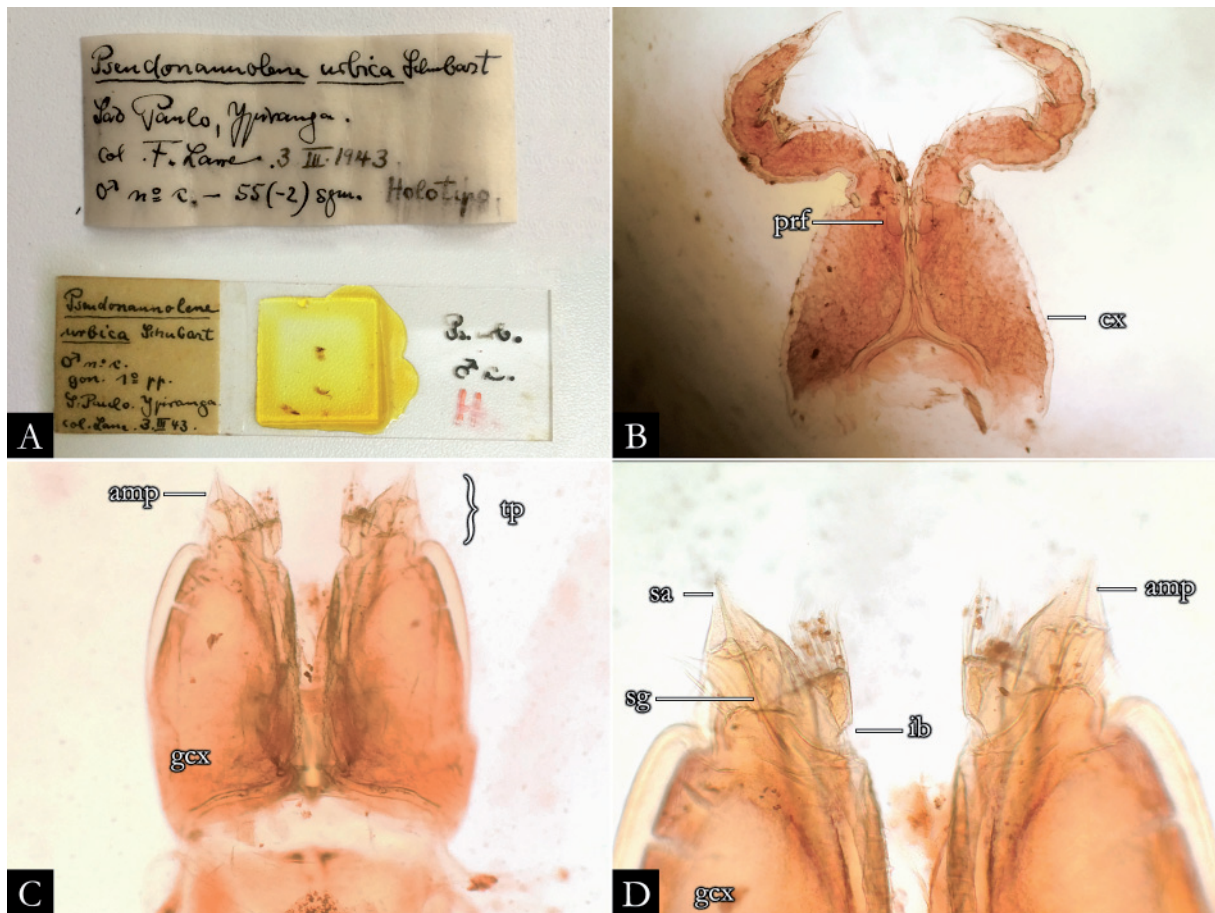 Pseudonannolene urbica Schubart
São Paulo, Ypiranga.
col. F. Lane. 3 III. 1943.
♂ nº c. – 55(-2) sgm. Holotipo.
Pseudonannolene
urbica Schubart
♂ nº c.
gon. 1º pp.
S. Paulo. Ypiranga.
col. Lane. 3.III 43.
♂ c.
H.
A
prf
cx
B
amp
tp
gcx
C
sa
amp
sg
ib
gcx
D